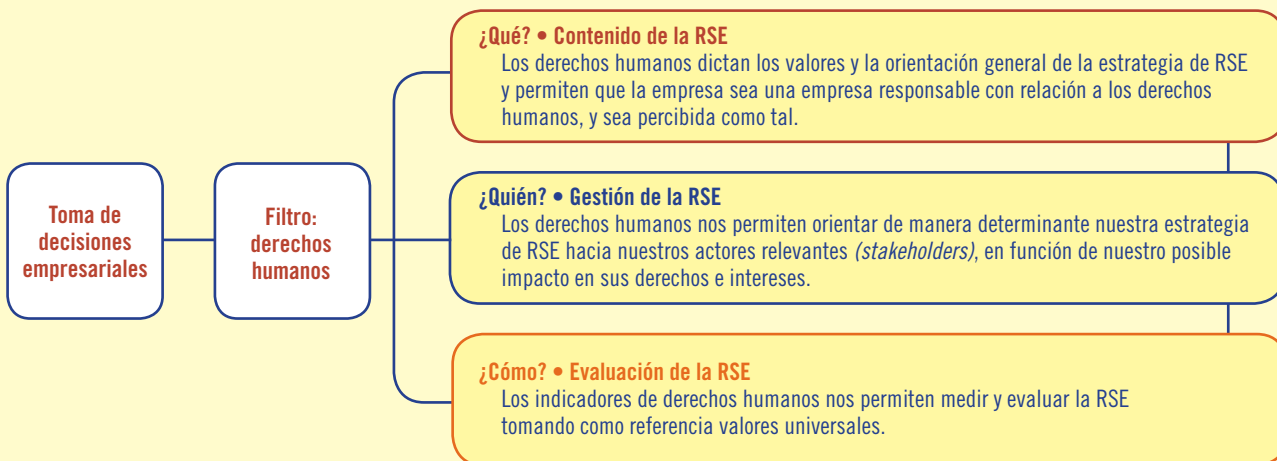 Toma de
decisiones
empresariales
Filtro:
derechos
humanos
¿Qué? • Contenido de la RSE
Los derechos humanos dictan los valores y la orientación general de la estrategia de RSE
y permiten que la empresa sea una empresa responsable con relación a los derechos
humanos, y sea percibida como tal.
¿Quién? • Gestión de la RSE
Los derechos humanos nos permiten orientar de manera determinante nuestra estrategia
de RSE hacia nuestros actores relevantes (stakeholders), en función de nuestro posible
impacto en sus derechos e intereses.
¿Cómo? • Evaluación de la RSE
Los indicadores de derechos humanos nos permiten medir y evaluar la RSE
tomando como referencia valores universales.